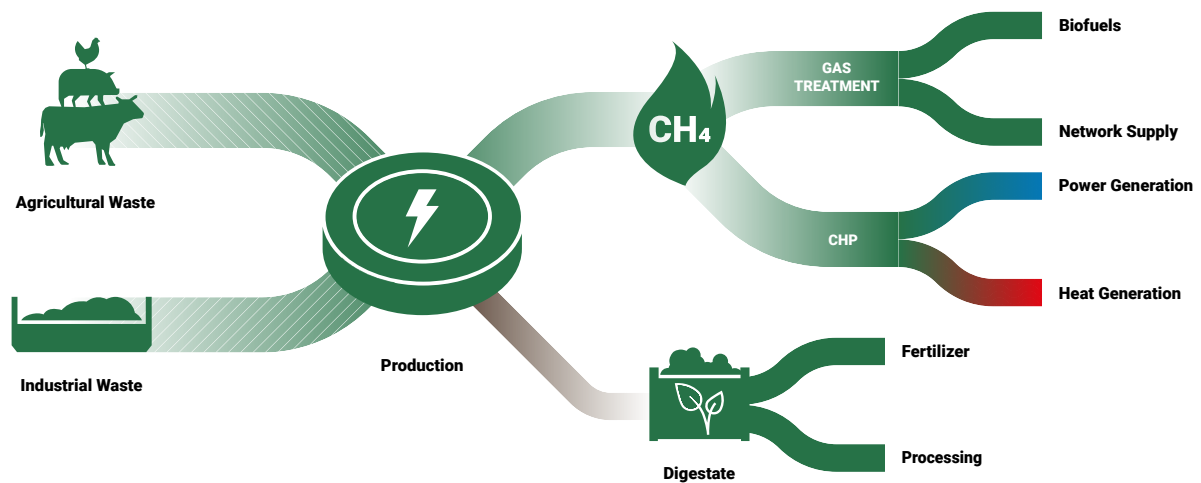 Agricultural Waste
Industrial Waste
Production
CH₄
GAS
TREATMENT
CHP
Biofuels
Network Supply
Power Generation
Heat Generation
Digestate
Fertilizer
Processing